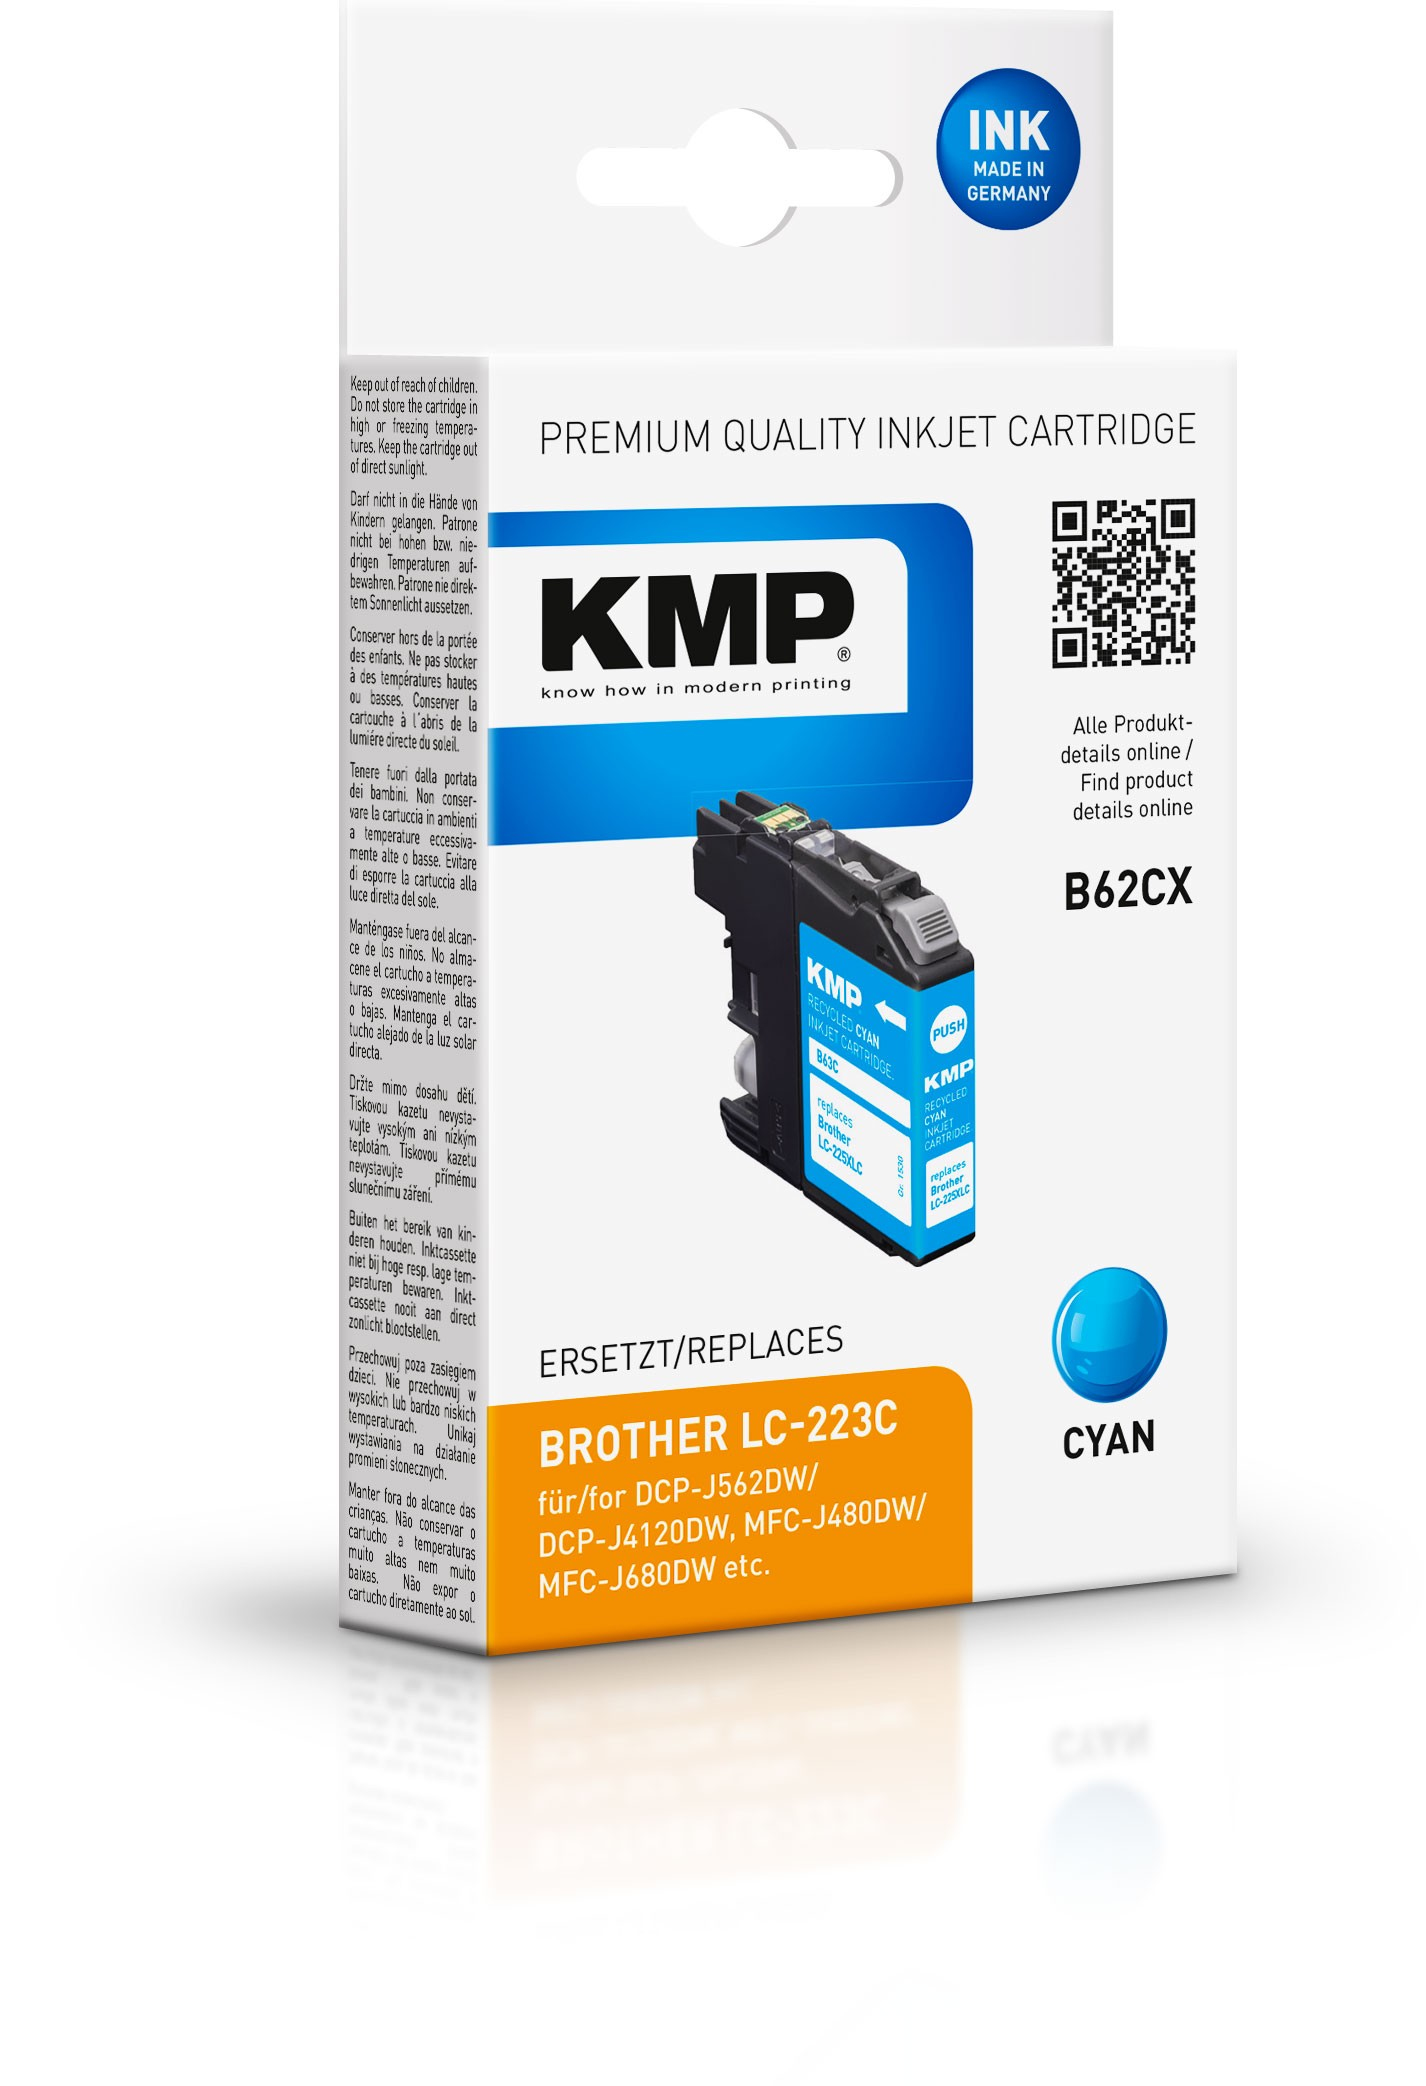 INK
MADE IN
GERMANY
PREMIUM QUALITY INKJET CARTRIDGE
KMP®
know how in modern printing
Alle Produkt-
details online /
Find product
details online
B62CX
KMP
RECYCLED CYAN
INKJET CARTRIDGE.
B63C
replaces
Brother
LC-225XLC
Gr. 1530
PUSH
KMP
RECYCLED
CYAN
INKJET
CARTRIDGE
replaces
Brother
LC-225XLC
CYAN
ERSETZT/REPLACES
BROTHER LC-223C
für/for DCP-J562DW/
DCP-J4120DW, MFC-J480DW/
MFC-J680DW etc.
Keep out of reach of children.
Do not store the cartridge in
high or freezing tempera-
tures. Keep the cartridge out
of direct sunlight.
Darf nicht in die Hände von
Kindern gelangen. Patrone
nicht bei hohen bzw. nie-
drigen Temperaturen auf-
bewahren. Patrone nie direk-
tem Sonnenlicht aussetzen.
Conserver hors de la portée
des enfants. Ne pas stocker
à des températures hautes
ou basses. Conserver la
cartouche à l´abris de la
lumiére directe du soleil.
Tenere fuori dalla portata
dei bambini. Non conser-
vare la cartuccia in ambienti
a temperature eccessiva-
mente alte o basse. Evitare
di esporre la cartuccia alla
luce diretta del sole.
Manténgase fuera del alcan-
ce de los niños. No alma-
cene el cartucho a tempera-
turas excesivamente altas
o bajas. Mantenga el car-
tucho alejado de la luz solar
directa.
Držte mimo dosahu dětí.
Tiskovou kazetu nevysta-
vujte vysokým ani nízkým
teplotám. Tiskovou kazetu
nevystavujte přímému
slunečnímu záření.
Buiten het bereik van kin-
deren houden. Inktcassette
niet bij hoge resp. lage tem-
peraturen bewaren. Inkt-
cassette nooit aan direct
zonlicht blootstellen.
Przechowuj poza zasięgiem
dzieci. Nie przechowuj w
wysokich lub bardzo niskich
temperaturach. Unikaj
wystawiania na działanie
promieni słonecznych.
Manter fora do alcance das
crianças. Não conservar o
cartucho a temperaturas
muito altas nem muito
baixas. Não expor o
cartucho diretamente ao sol.